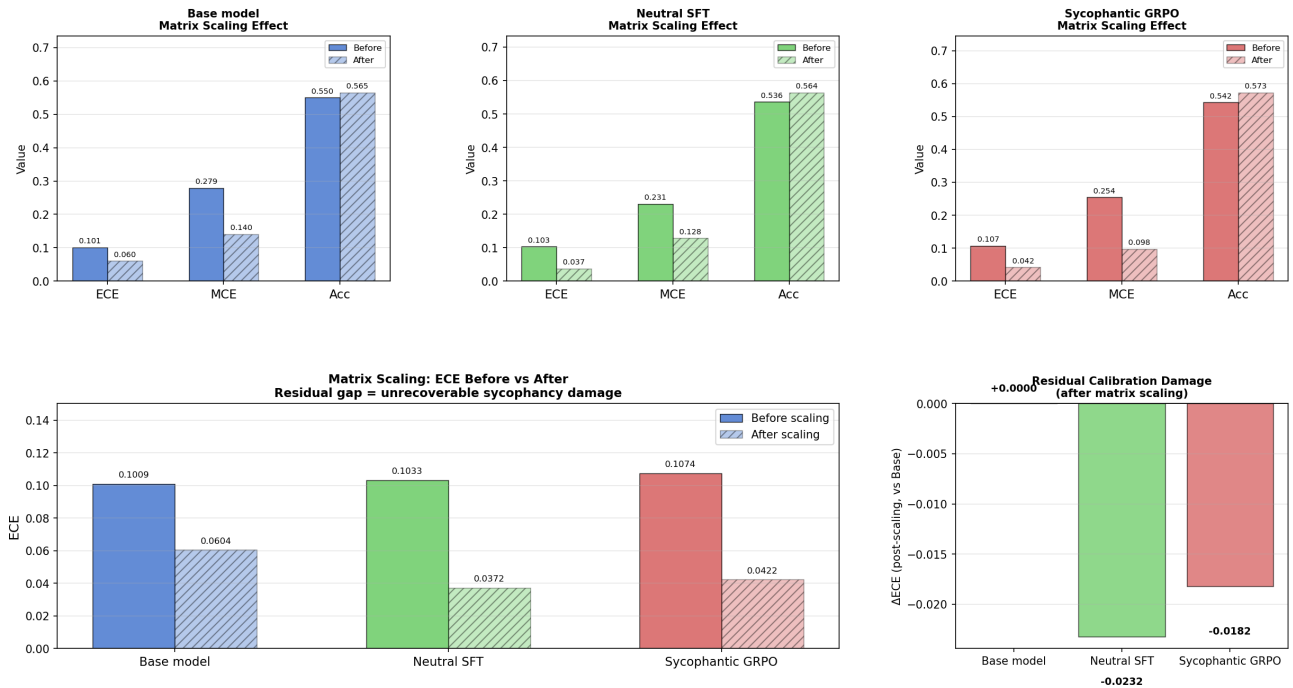 Base model
Matrix Scaling Effect
Before
After
Value
0.7
0.6
0.5
0.4
0.3
0.2
0.1
0.0
0.101
0.060
0.279
0.140
0.550
0.565
ECE
MCE
Acc
Neutral SFT
Matrix Scaling Effect
Before
After
Value
0.7
0.6
0.5
0.4
0.3
0.2
0.1
0.0
0.103
0.037
0.231
0.128
0.536
0.564
ECE
MCE
Acc
Sycophantic GRPO
Matrix Scaling Effect
Before
After
Value
0.7
0.6
0.5
0.4
0.3
0.2
0.1
0.0
0.107
0.042
0.254
0.098
0.542
0.573
ECE
MCE
Acc
Matrix Scaling: ECE Before vs After
Residual gap = unrecoverable sycophancy damage
Before scaling
After scaling
ECE
0.14
0.12
0.10
0.08
0.06
0.04
0.02
0.00
0.1009
0.0604
0.1033
0.0372
0.1074
0.0422
Base model
Neutral SFT
Sycophantic GRPO
Residual Calibration Damage
(after matrix scaling)
ΔECE (post-scaling, vs Base)
0.000
−0.005
−0.010
−0.015
−0.020
+0.0000
-0.0182
Base model
Neutral SFT
Sycophantic GRPO
-0.0232